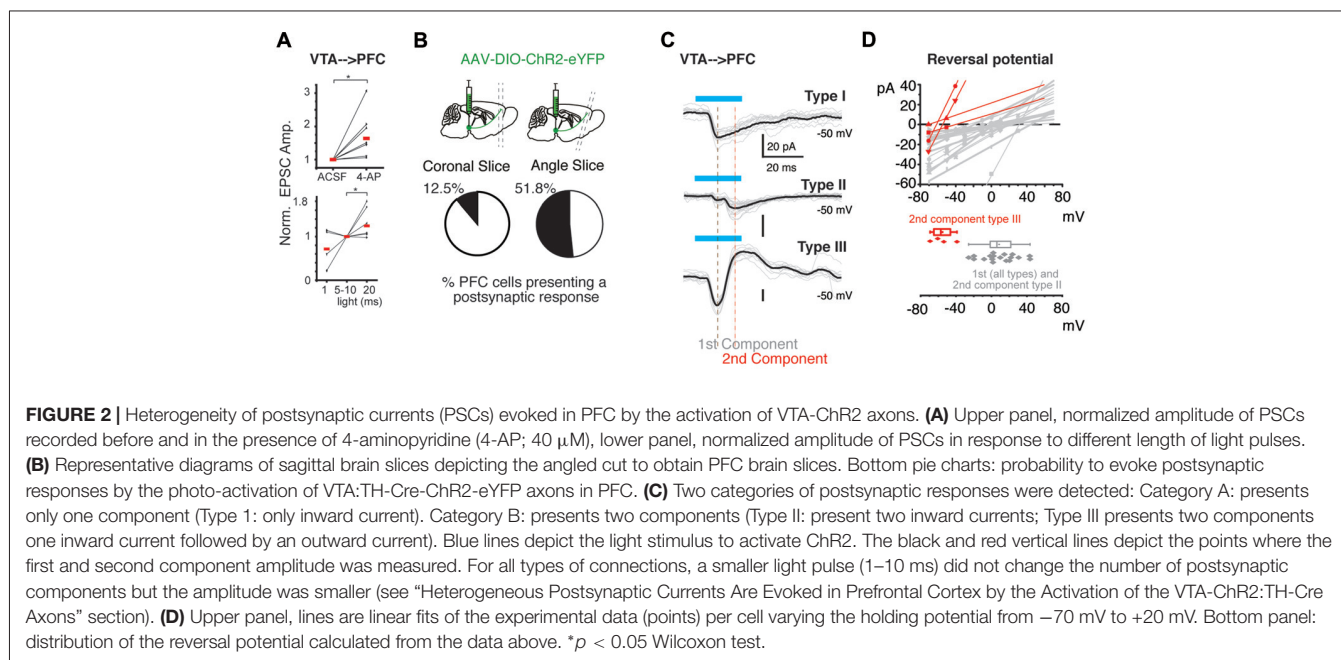 A
VTA-->PFC
*
3
2
1
ACSF 4-AP
Norm. EPSC Amp.
*
1.8
1
0
1 5-10 20
light (ms)
B
AAV-DIO-ChR2-eYFP
Coronal Slice
Angle Slice
12.5%
51.8%
% PFC cells presenting a
postsynaptic response
C
VTA-->PFC
Type I
-50 mV
20 pA
20 ms
Type II
Type III
-50 mV
1st Component
2nd Component
D
Reversal potential
pA
40
20
0
-20
-40
-60
-80 -40 0 40 80
mV
2nd component type III
1st (all types) and
2nd component type II
-80 -40 0 40 80
mV
FIGURE 2 | Heterogeneity of postsynaptic currents (PSCs) evoked in PFC by the activation of VTA-ChR2 axons. (A) Upper panel, normalized amplitude of PSCs
recorded before and in the presence of 4-aminopyridine (4-AP; 40 μM), lower panel, normalized amplitude of PSCs in response to different length of light pulses.
(B) Representative diagrams of sagittal brain slices depicting the angled cut to obtain PFC brain slices. Bottom pie charts: probability to evoke postsynaptic
responses by the photo-activation of VTA:TH-Cre-ChR2-eYFP axons in PFC. (C) Two categories of postsynaptic responses were detected: Category A: presents
only one component (Type 1: only inward current). Category B: presents two components (Type II: present two inward currents; Type III presents two components
one inward current followed by an outward current). Blue lines depict the light stimulus to activate ChR2. The black and red vertical lines depict the points where the
first and second component amplitude was measured. For all types of connections, a smaller light pulse (1–10 ms) did not change the number of postsynaptic
components but the amplitude was smaller (see “Heterogeneous Postsynaptic Currents Are Evoked in Prefrontal Cortex by the Activation of the VTA-ChR2:TH-Cre
Axons” section). (D) Upper panel, lines are linear fits of the experimental data (points) per cell varying the holding potential from −70 mV to +20 mV. Bottom panel:
distribution of the reversal potential calculated from the data above. *p < 0.05 Wilcoxon test.